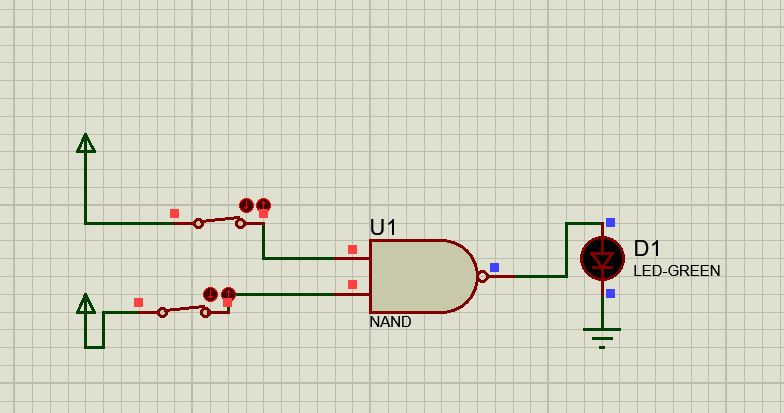 U1
NAND
D1
LED-GREEN